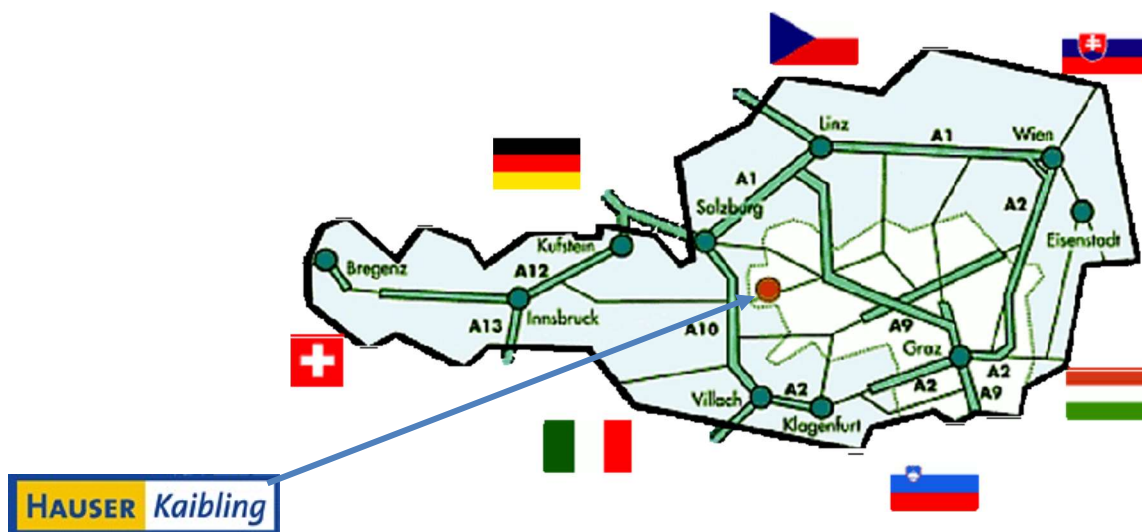 Linz
A1
Wien
A1
A2
Salzburg
Kufstein
Eisenstadt
Bregenz
A12
Innsbruck
A13
A10
A9
Graz
A2
A2
A9
Villach
A2
Klagenfurt
HAUSER Kaibling